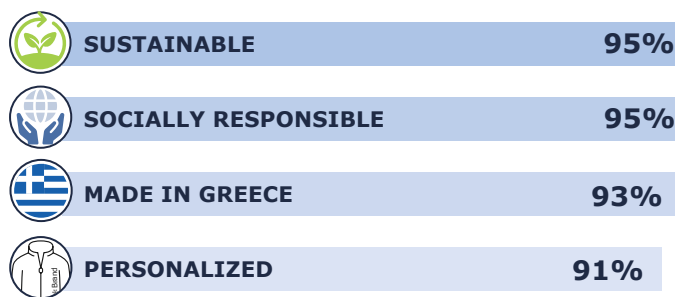 SUSTAINABLE 95%
SOCIALLY RESPONSIBLE 95%
MADE IN GREECE 93%
PERSONALIZED 91%